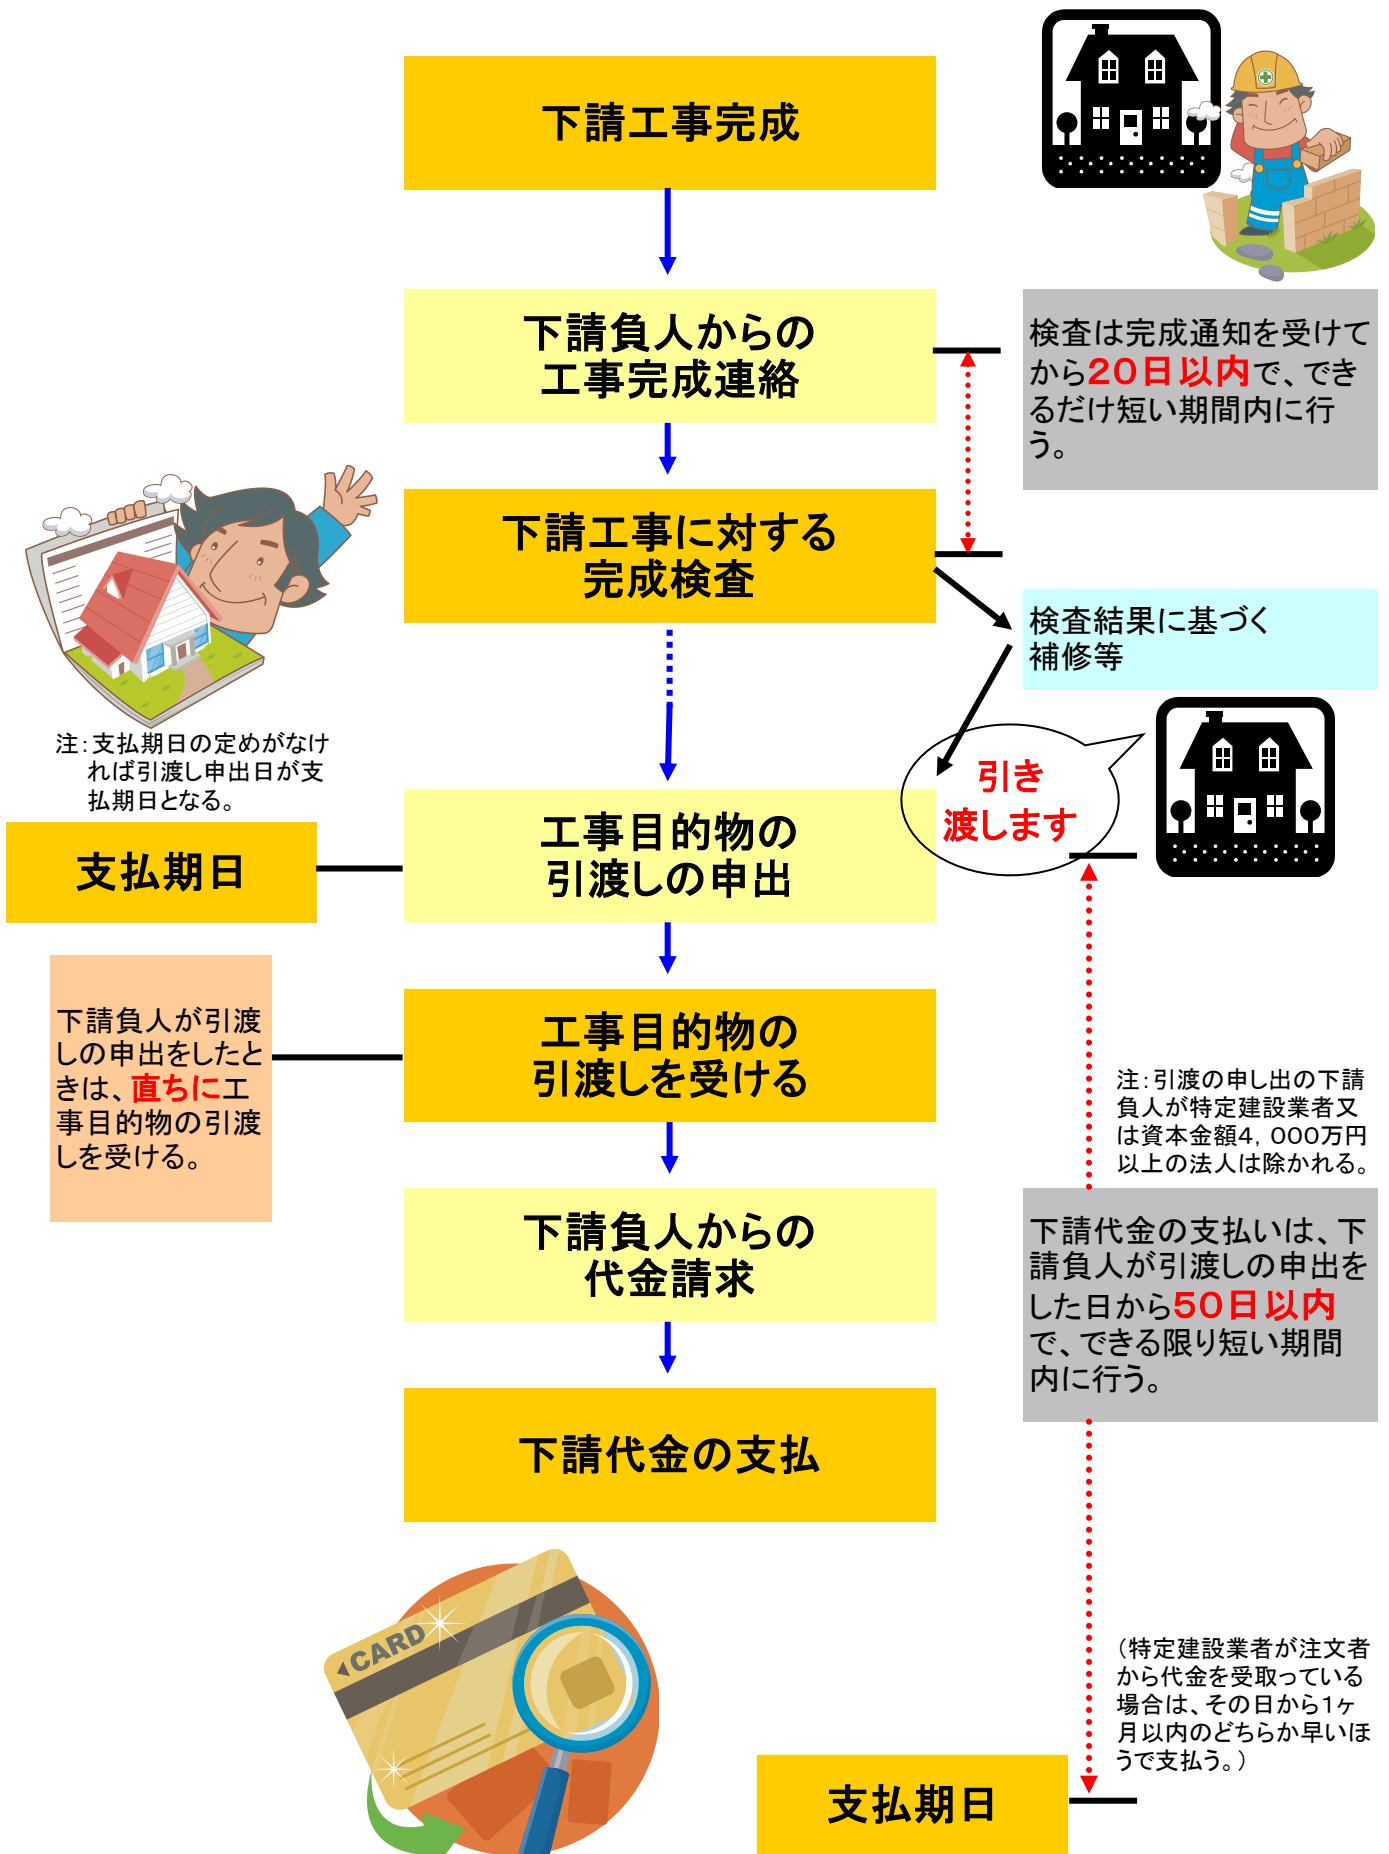 下請工事完成
下請負人からの
工事完成連絡
検査は完成通知を受けて
から20日以内で、でき
るだけ短い期間内に行
う。
下請工事に対する
完成検査
検査結果に基づく
補修等
注：支払期日の定めがなけ
れば引渡し申出日が支
払期日となる。
引き
渡します
支払期日
工事目的物の
引渡しの申出
下請負人が引渡
しの申出をしたと
きは、直ちに工
事目的物の引渡
しを受ける。
工事目的物の
引渡しを受ける
注：引渡の申し出の下請
負人が特定建設業者又
は資本金額4，000万円
以上の法人は除かれる。
下請負人からの
代金請求
下請代金の支払いは、下
請負人が引渡しの申出を
した日から50日以内
で、できる限り短い期間
内に行う。
下請代金の支払
CARD
（特定建設業者が注文者
から代金を受取っている
場合は、その日から1ヶ
月以内のどちらか早いほ
うで支払う。）
支払期日